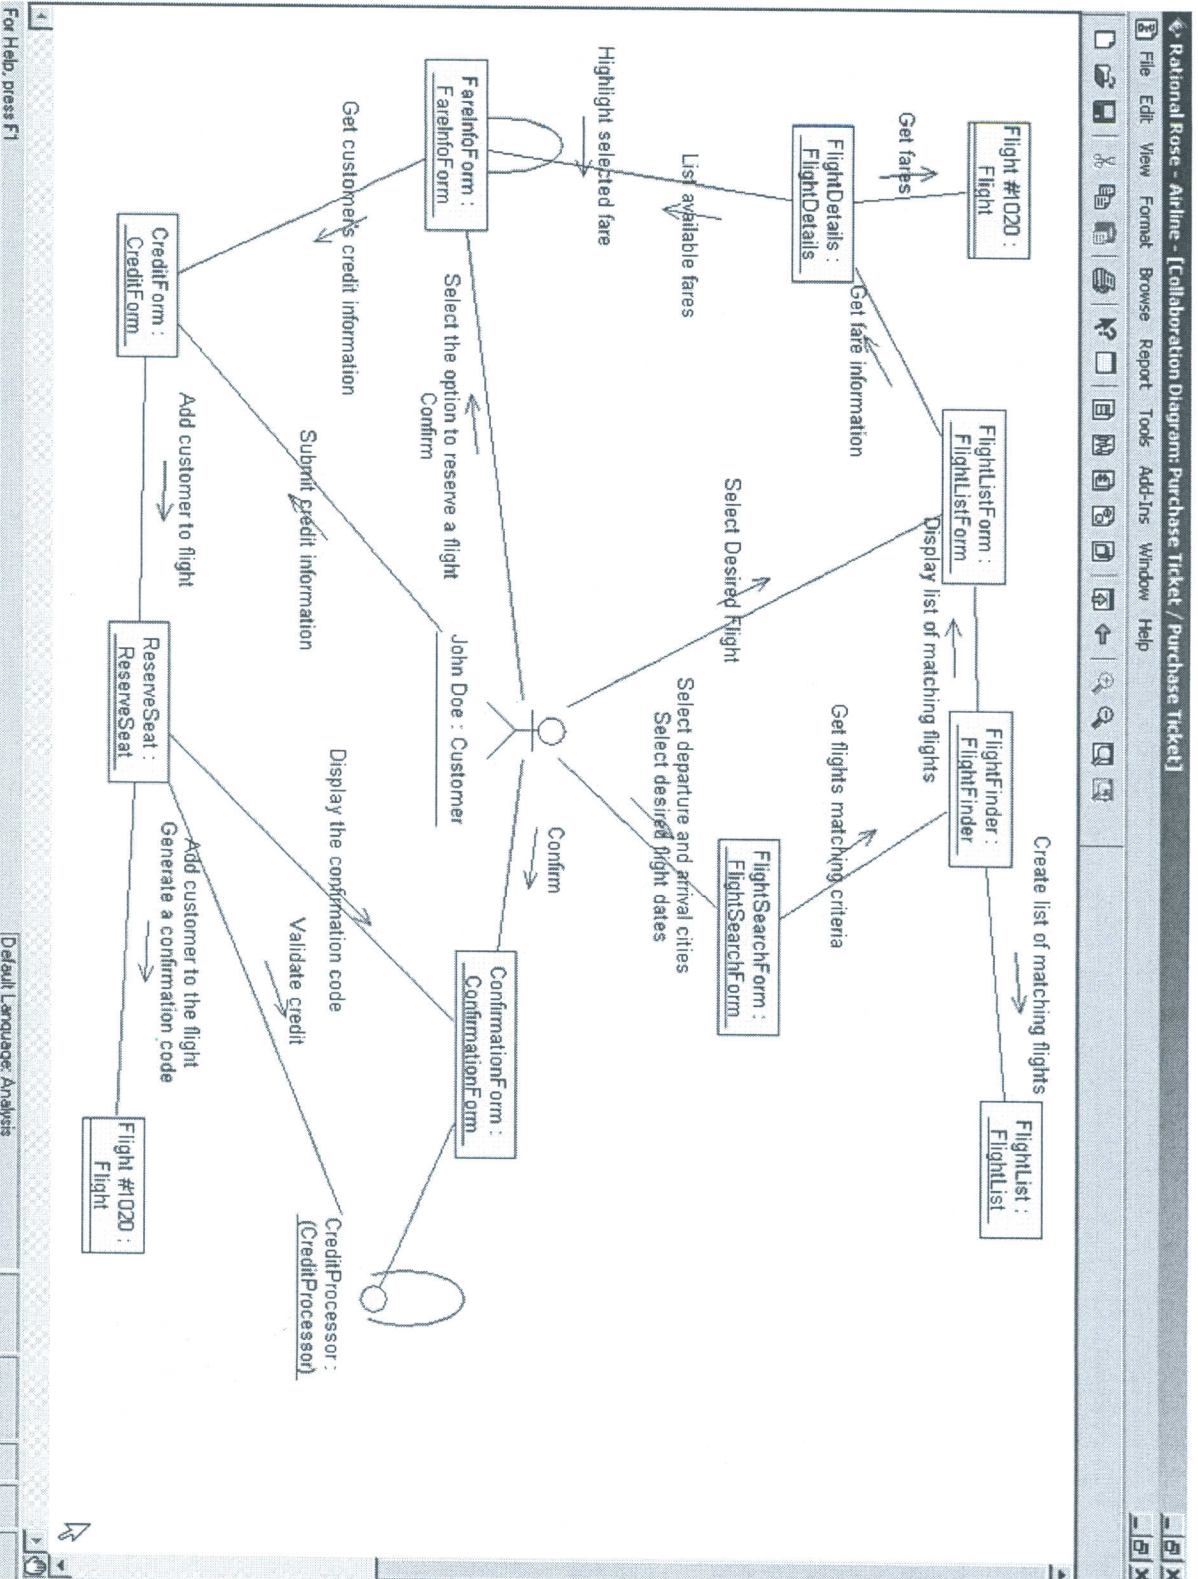 Rational Rose - Airline - [Collaboration Diagram: Purchase Ticket / Purchase Ticket]
File Edit View Format Browse Report Tools Add-Ins Window Help
Flight #1020 :
Flight
FlightListForm :
FlightListForm
FlightFinder :
FlightFinder
Create list of matching flights
FlightList :
FlightList
Get fares
Display list of matching flights
FlightDetails :
FlightDetails
Get fare information
Get flights matching criteria
FlightSearchForm :
FlightSearchForm
List available fares
Select Desired Flight
Select departure and arrival cities
Select desired flight dates
Highlight selected fare
Confirm
FareInfoForm :
FareInfoForm
Select the option to reserve a flight
Confirm
John Doe : Customer
ConfirmationForm :
ConfirmationForm
Get customer's credit information
Submit credit information
Display the confirmation code
Validate credit
CreditProcessor :
(CreditProcessor)
CreditForm :
CreditForm
Add customer to flight
ReserveSeat :
ReserveSeat
Add customer to the flight
Generate a confirmation code
Flight #1020 :
Flight
For Help, press F1
Default Language: Analysis